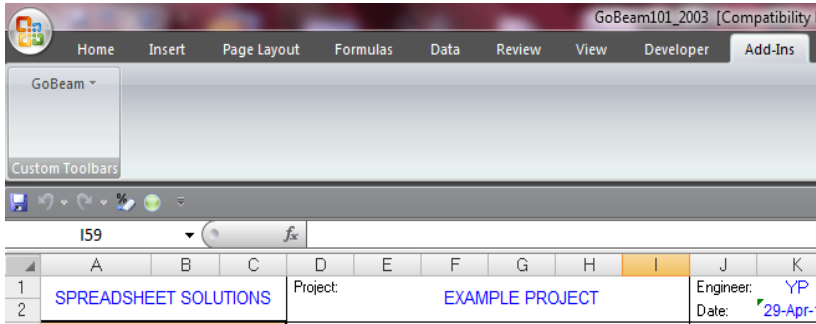 GoBeam101_2003 [Compatibility
Home Insert Page Layout Formulas Data Review View Developer Add-Ins
GoBeam
Custom Toolbars
I59 fx
A B C D E F G H I J K
1 SPREADSHEET SOLUTIONS Project: EXAMPLE PROJECT Engineer: YP
2 Date: 29-Apr-